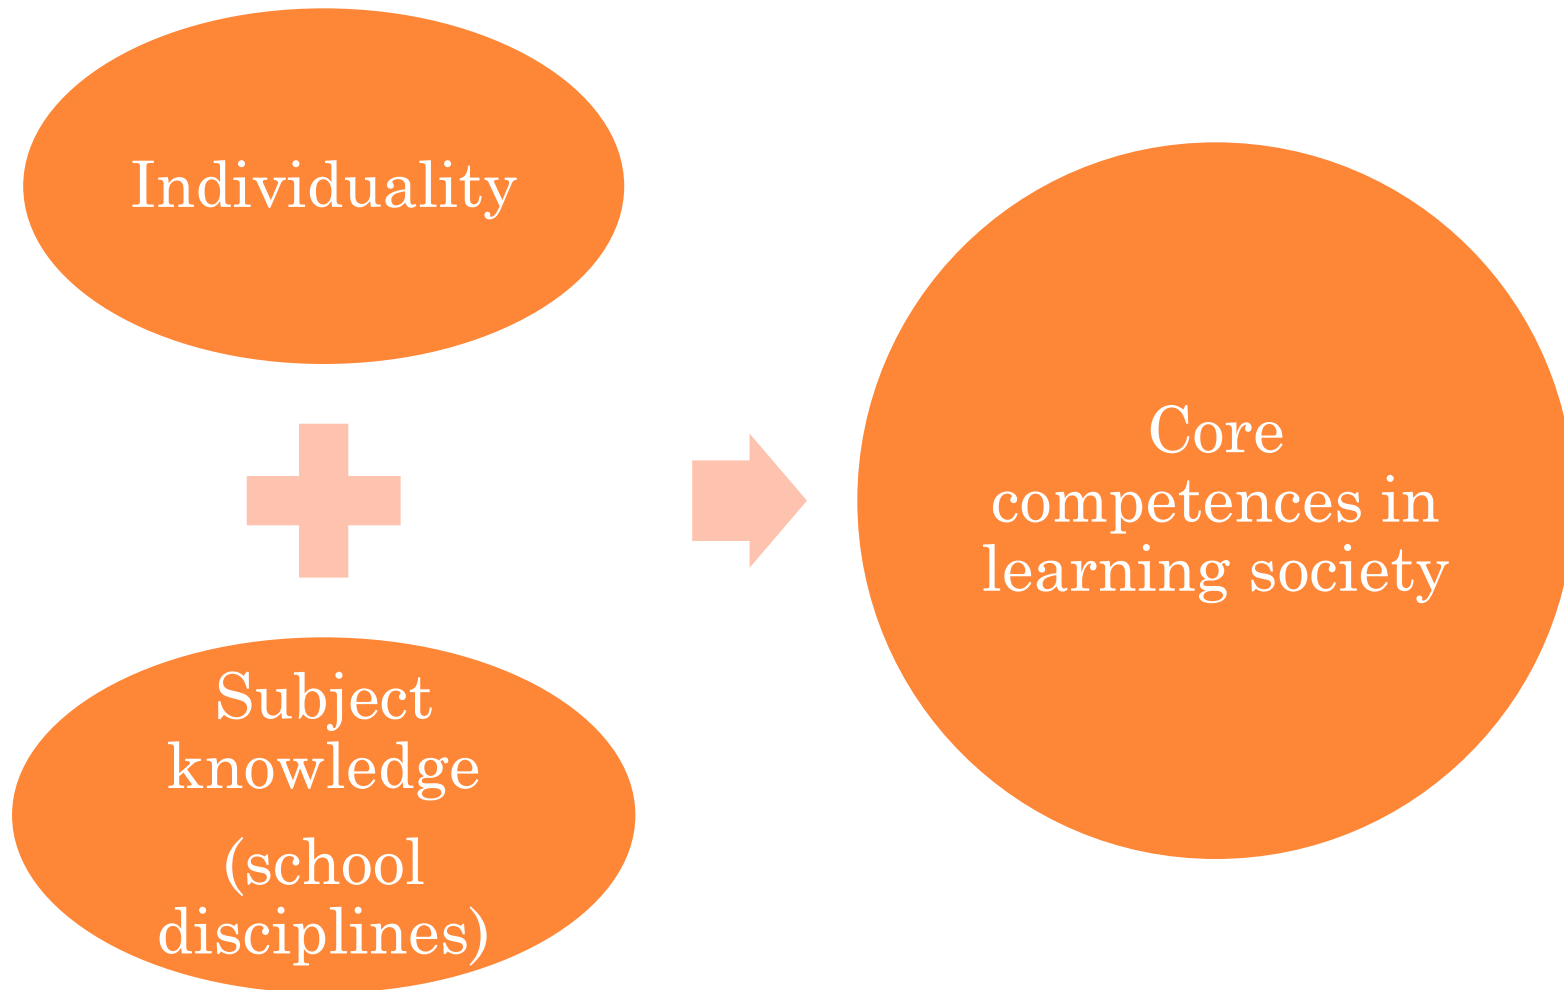 Individuality
Subject
knowledge
(school
disciplines)
Core
competences in
learning society